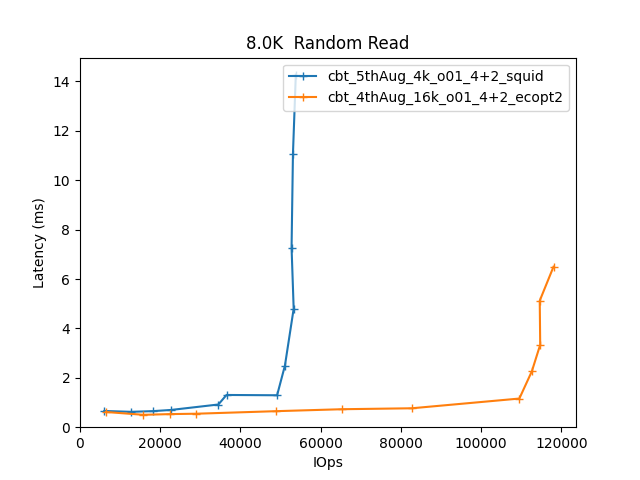 8.0K  Random Read
cbt_5thAug_4k_o01_4+2_squid
cbt_4thAug_16k_o01_4+2_ecopt2
Latency (ms)
14
12
10
8
6
4
2
0
0 20000 40000 60000 80000 100000 120000
IOps